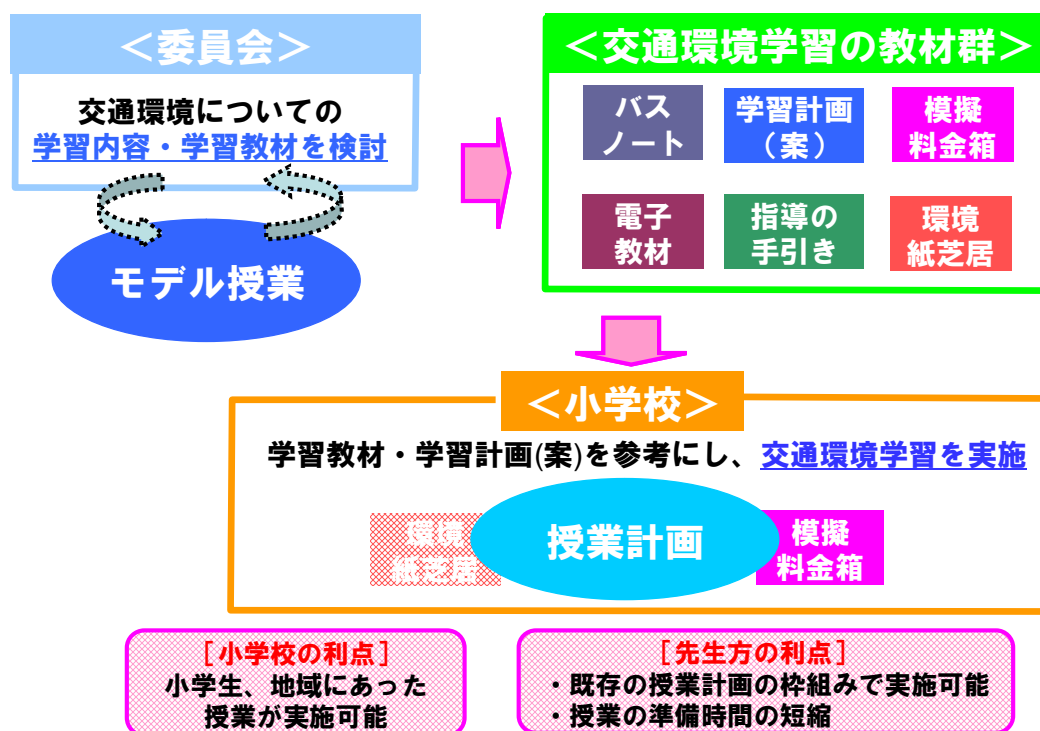 ＜委員会＞
交通環境についての
学習内容・学習教材を検討
モデル授業
＜交通環境学習の教材群＞
バス
ノート
学習計画
（案）
模擬
料金箱
電子
教材
指導の
手引き
環境
紙芝居
＜小学校＞
学習教材・学習計画(案)を参考にし、交通環境学習を実施
環境
紙芝居
授業計画
模擬
料金箱
［小学校の利点］
小学生、地域にあった
授業が実施可能
［先生方の利点］
・既存の授業計画の枠組みで実施可能
・授業の準備時間の短縮